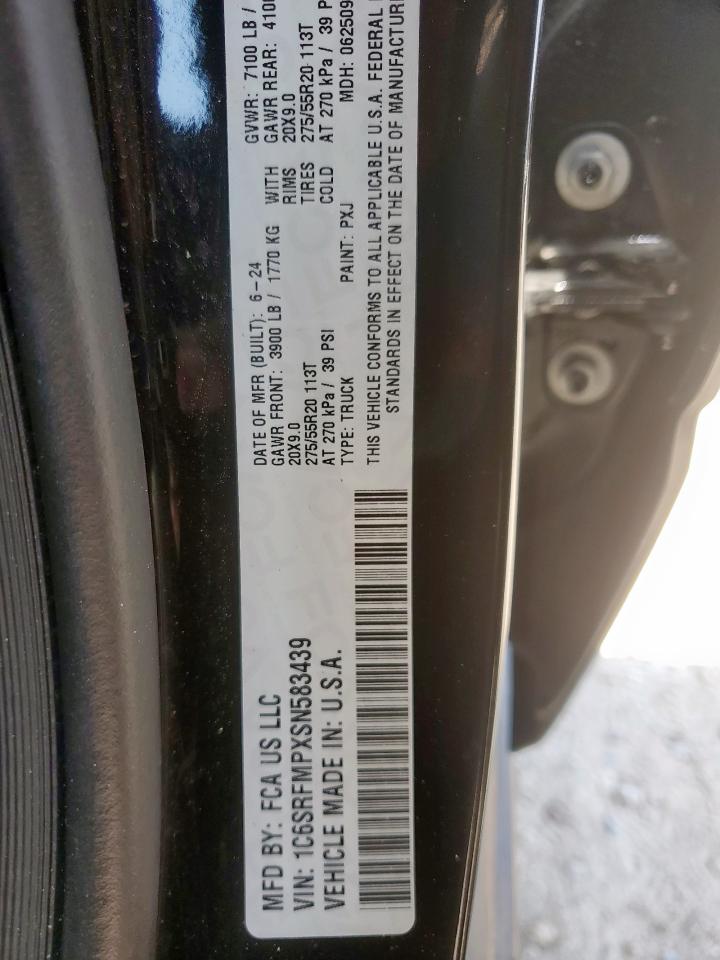 MFD BY: FCA US LLC
VIN: 1C6SRFMPXSN583439
VEHICLE MADE IN: U.S.A.
DATE OF MFR (BUILT): 6-24 GVWR: 7100 LB /
GAWR FRONT: 3900 LB / 1770 KG WITH GAWR REAR: 4100
20X9.0 RIMS 20X9.0
275/55R20 113T TIRES 275/55R20 113T
AT 270 kPa / 39 PSI COLD AT 270 kPa / 39 P
TYPE: TRUCK PAINT: PXJ MDH: 062509
THIS VEHICLE CONFORMS TO ALL APPLICABLE U.S.A. FEDERAL
STANDARDS IN EFFECT ON THE DATE OF MANUFACTUR